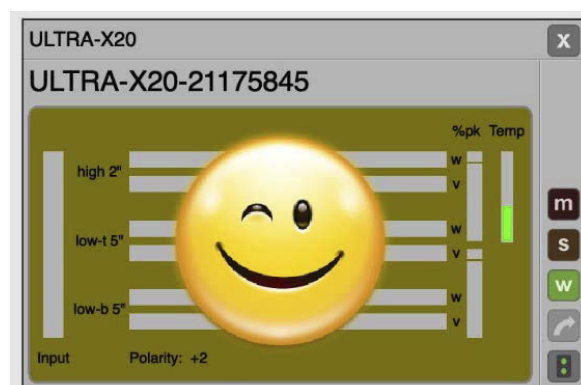 ULTRA-X20
X
ULTRA-X20-21175845
%pk Temp
high 2"
w
v
m
low-t 5"
w
v
s
w
low-b 5"
w
v
Input
Polarity: +2